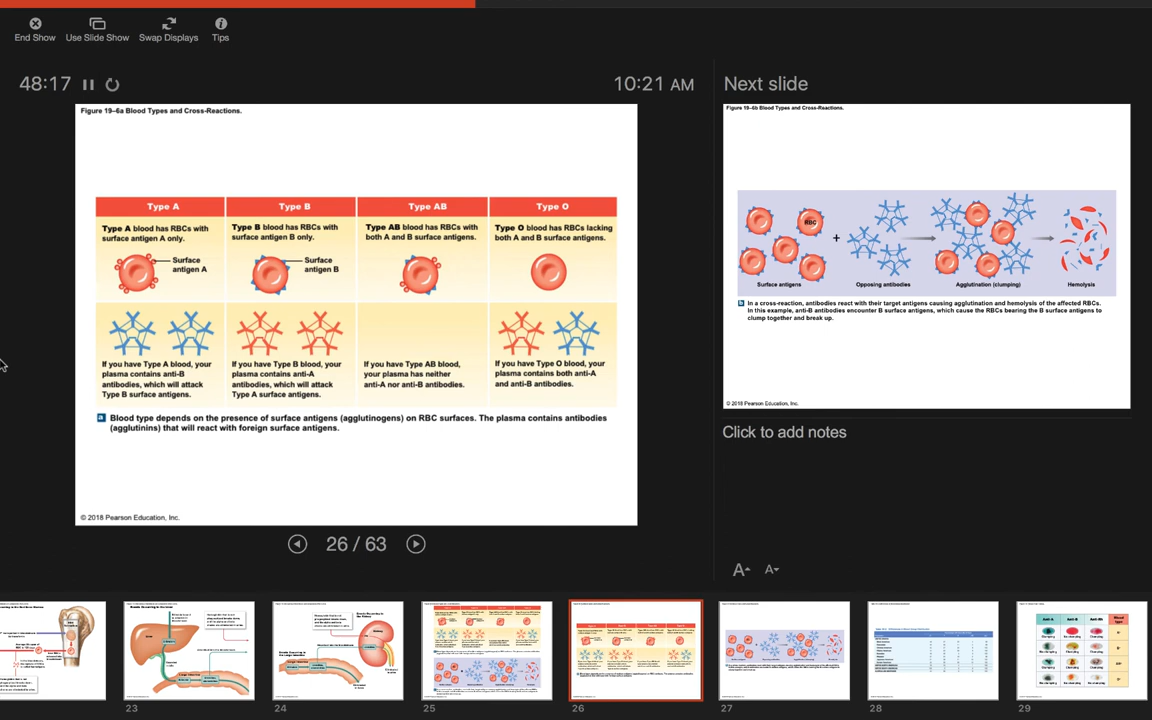 End Show
Use Slide Show
Swap Displays
Tips
48:17
10:21 AM
Next slide
Figure 19–6a Blood Types and Cross-Reactions.
Type A
Type B
Type AB
Type O
Type A blood has RBCs with
surface antigen A only.
Type B blood has RBCs with
surface antigen B only.
Type AB blood has RBCs with
both A and B surface antigens.
Type O blood has RBCs lacking
both A and B surface antigens.
Surface
antigen A
Surface
antigen B
If you have Type A blood, your
plasma contains anti-B
antibodies, which will attack
Type B surface antigens.
If you have Type B blood, your
plasma contains anti-A
antibodies, which will attack
Type A surface antigens.
If you have Type AB blood,
your plasma has neither
anti-A nor anti-B antibodies.
If you have Type O blood, your
plasma contains both anti-A
and anti-B antibodies.
a Blood type depends on the presence of surface antigens (agglutinogens) on RBC surfaces. The plasma contains antibodies
(agglutinins) that will react with foreign surface antigens.
© 2018 Pearson Education, Inc.
26 / 63
Figure 19–6b Blood Types and Cross-Reactions.
RBC
+
Surface antigens
Opposing antibodies
Agglutination (clumping)
Hemolysis
b In a cross-reaction, antibodies react with their target antigens causing agglutination and hemolysis of the affected RBCs.
In this example, anti-B antibodies encounter B surface antigens, which cause the RBCs bearing the B surface antigens to
clump together and break up.
© 2018 Pearson Education, Inc.
Click to add notes
A A
23
24
25
26
27
28
29